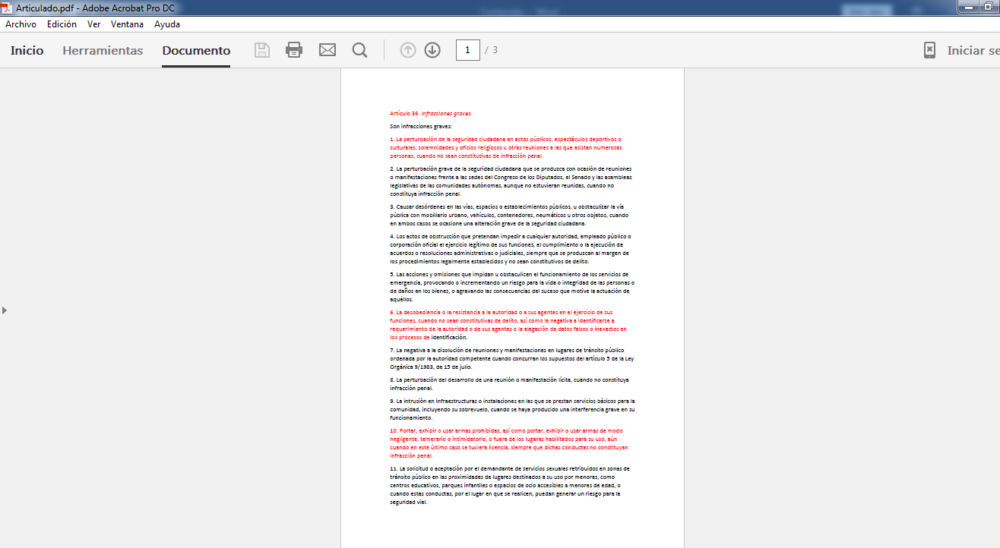 Articulado.pdf - Adobe Acrobat Pro DC
Archivo Edición Ver Ventana Ayuda
Inicio Herramientas Documento 1 / 3 Iniciar se
Artículo 36. Infracciones graves.
Son infracciones graves:
1. La perturbación de la seguridad ciudadana en actos públicos, espectáculos deportivos o
culturales, solemnidades y oficios religiosos u otras reuniones a las que asistan numerosas
personas, cuando no sean constitutivas de infracción penal.
2. La perturbación grave de la seguridad ciudadana que se produzca con ocasión de reuniones
o manifestaciones frente a las sedes del Congreso de los Diputados, el Senado y las asambleas
legislativas de las comunidades autónomas, aunque no estuvieran reunidas, cuando no
constituya infracción penal.
3. Causar desórdenes en las vías, espacios o establecimientos públicos, u obstaculizar la vía
pública con mobiliario urbano, vehículos, contenedores, neumáticos u otros objetos, cuando
en ambos casos se ocasione una alteración grave de la seguridad ciudadana.
4. Los actos de obstrucción que pretendan impedir a cualquier autoridad, empleado público o
corporación oficial el ejercicio legítimo de sus funciones, el cumplimiento o la ejecución de
acuerdos o resoluciones administrativas o judiciales, siempre que se produzcan al margen de
los procedimientos legalmente establecidos y no sean constitutivos de delito.
5. Las acciones y omisiones que impidan u obstaculicen el funcionamiento de los servicios de
emergencia, provocando o incrementando un riesgo para la vida o integridad de las personas o
de daños en los bienes, o agravando las consecuencias del suceso que motive la actuación de
aquéllos.
6. La desobediencia o la resistencia a la autoridad o a sus agentes en el ejercicio de sus
funciones, cuando no sean constitutivas de delito, así como la negativa a identificarse a
requerimiento de la autoridad o de sus agentes o la alegación de datos falsos o inexactos en
los procesos de identificación.
7. La negativa a la disolución de reuniones y manifestaciones en lugares de tránsito público
ordenada por la autoridad competente cuando concurran los supuestos del artículo 5 de la Ley
Orgánica 9/1983, de 15 de julio.
8. La perturbación del desarrollo de una reunión o manifestación lícita, cuando no constituya
infracción penal.
9. La intrusión en infraestructuras o instalaciones en las que se prestan servicios básicos para la
comunidad, incluyendo su sobrevuelo, cuando se haya producido una interferencia grave en su
funcionamiento.
10. Portar, exhibir o usar armas prohibidas, así como portar, exhibir o usar armas de modo
negligente, temerario o intimidatorio, o fuera de los lugares habilitados para su uso, aún
cuando en este último caso se tuviera licencia, siempre que dichas conductas no constituyan
infracción penal.
11. La solicitud o aceptación por el demandante de servicios sexuales retribuidos en zonas de
tránsito público en las proximidades de lugares destinados a su uso por menores, como
centros educativos, parques infantiles o espacios de ocio accesibles a menores de edad, o
cuando estas conductas, por el lugar en que se realicen, puedan generar un riesgo para la
seguridad vial.